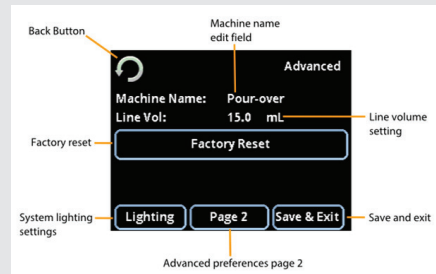 Machine name
edit field
Back Button
Advanced
Machine Name: Pour-over
Line Vol: 15.0 mL
Line volume
setting
Factory reset
Factory Reset
System lighting
settings
Lighting
Page 2
Save & Exit
Save and exit
Advanced preferences page 2